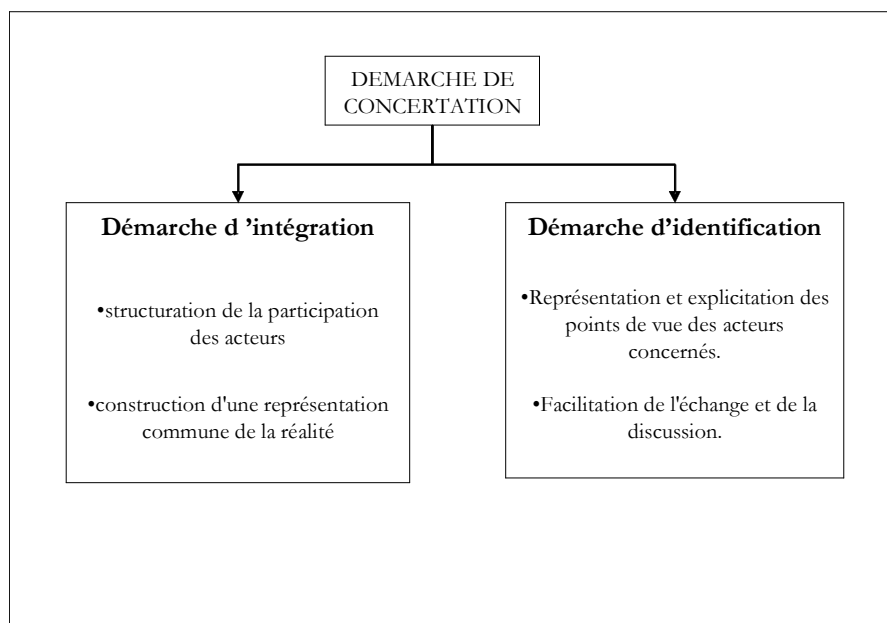 DEMARCHE DE
CONCERTATION
Démarche d ’intégration
•structuration de la participation
des acteurs
•construction d'une représentation
commune de la réalité
Démarche d’identification
•Représentation et explicitation des
points de vue des acteurs
concernés.
•Facilitation de l'échange et de la
discussion.